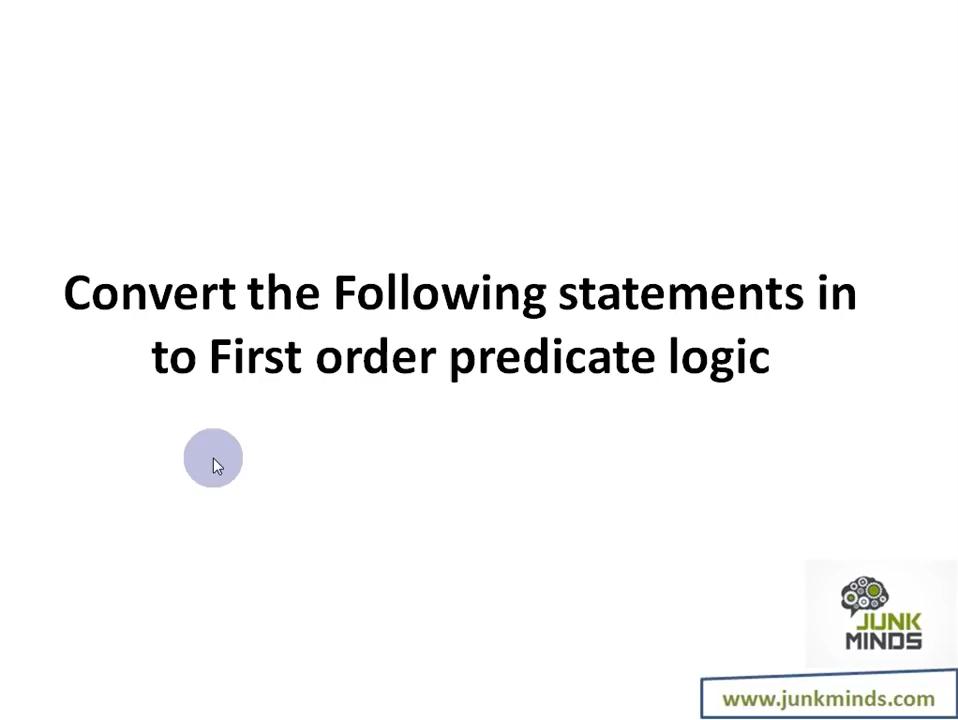 Convert the Following statements in
to First order predicate logic
JUNK
MINDS
www.junkminds.com